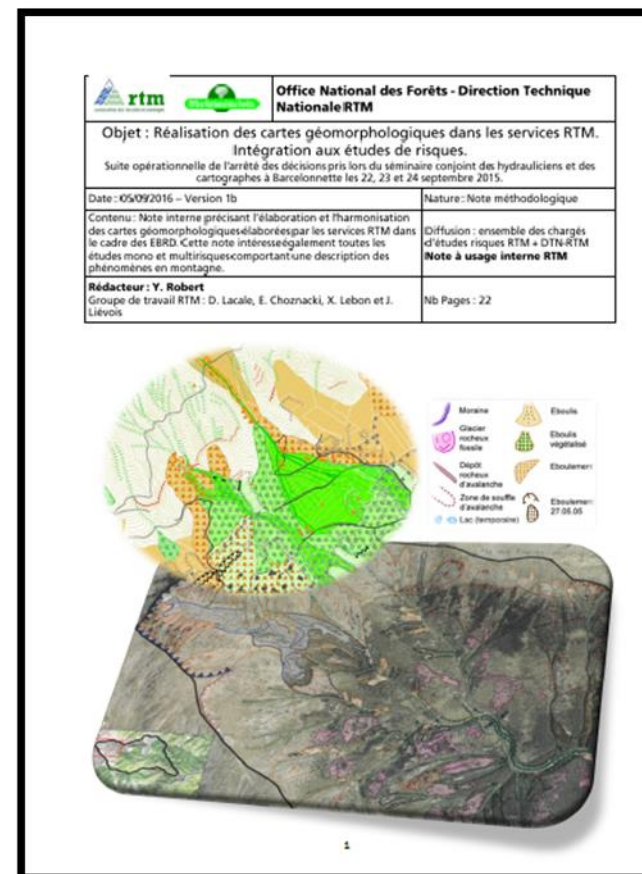 rtm
Office National des Forêts - Direction Technique
Nationale RTM
Objet : Réalisation des cartes géomorphologiques dans les services RTM.
Intégration aux études de risques.
Suite opérationnelle de l'arrêté des décisions pris lors du séminaire conjoint des hydrauliciens et des
cartographes à Barcelonnette les 22, 23 et 24 septembre 2015.
Date : 05/09/2016 – Version 1b
Nature : Note méthodologique
Contenu : Note interne précisant l'élaboration et l'harmonisation
des cartes géomorphologiques élaborées par les services RTM dans
le cadre des EBRD. Cette note intéresse également toutes les
études mono et multirisques comportant une description des
phénomènes en montagne.
Diffusion : ensemble des chargés
d'études risques RTM + DTN-RTM
Note à usage interne RTM
Rédacteur : Y. Robert
Groupe de travail RTM : D. Lacale, E. Choznacki, X. Lebon et J.
Liévois
Nb Pages : 22
Moraine
Glacier
rocheux
fossile
Dépôt
rocheux
d'avalanche
Zone de souffle
d'avalanche
Lac (temporaire)
Eboulis
Eboulis
végétalisé
Eboulement
Eboulement
27.05.05
1